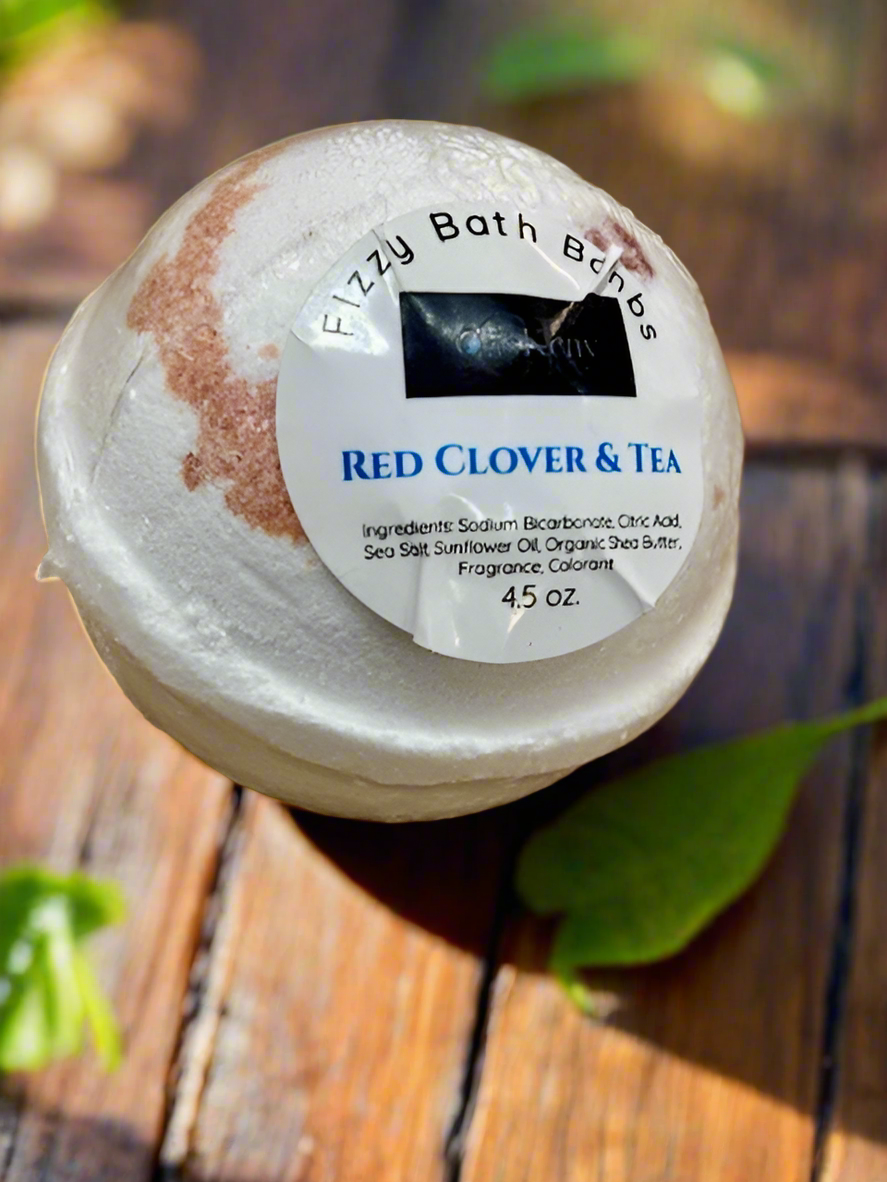 Fizzy Bath Bombs
RED CLOVER & TEA
Ingredients: Sodium Bicarbonate, Citric Acid,
Sea Salt, Sunflower Oil, Organic Shea Butter,
Fragrance, Colorant
4.5 oz.